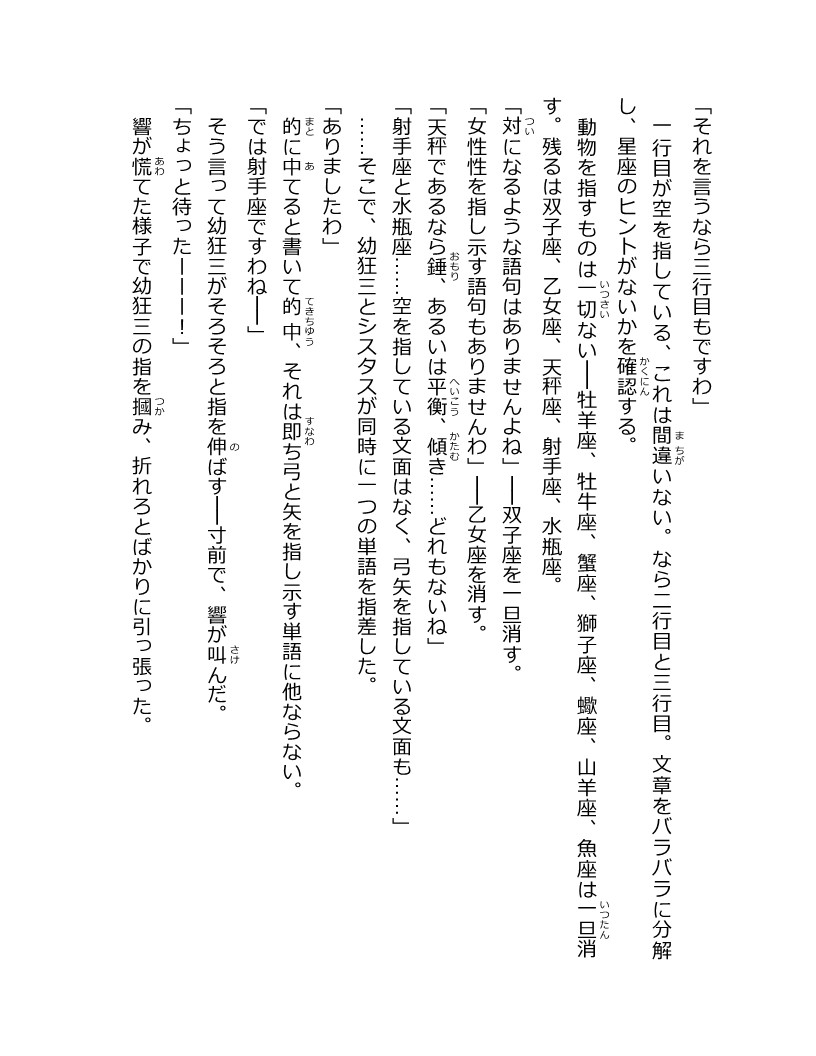 「それを言うなら三行目もですわ」
　一行目が空を指している、これは間違いない。なら二行目と三行目。文章をバラバラに分解
し、星座のヒントがないかを確認する。
　動物を指すものは一切ない――牡羊座、牡牛座、蟹座、獅子座、蠍座、山羊座、魚座は一旦消
す。残るは双子座、乙女座、天秤座、射手座、水瓶座。
「対になるような語句はありませんよね」――双子座を一旦消す。
「女性性を指し示す語句もありませんわ」――乙女座を消す。
「天秤であるなら錘、あるいは平衡、傾き……どれもないね」
「射手座と水瓶座……空を指している文面はなく、弓矢を指している文面も……」
　……そこで、幼狂三とシスタスが同時に一つの単語を指差した。
「ありましたわ」
　的に中てると書いて的中、それは即ち弓と矢を指し示す単語に他ならない。
「では射手座ですわね――」
　そう言って幼狂三がそろそろと指を伸ばす――寸前で、響が叫んだ。
「ちょっと待ったーーー！」
　響が慌てた様子で幼狂三の指を摑み、折れろとばかりに引っ張った。